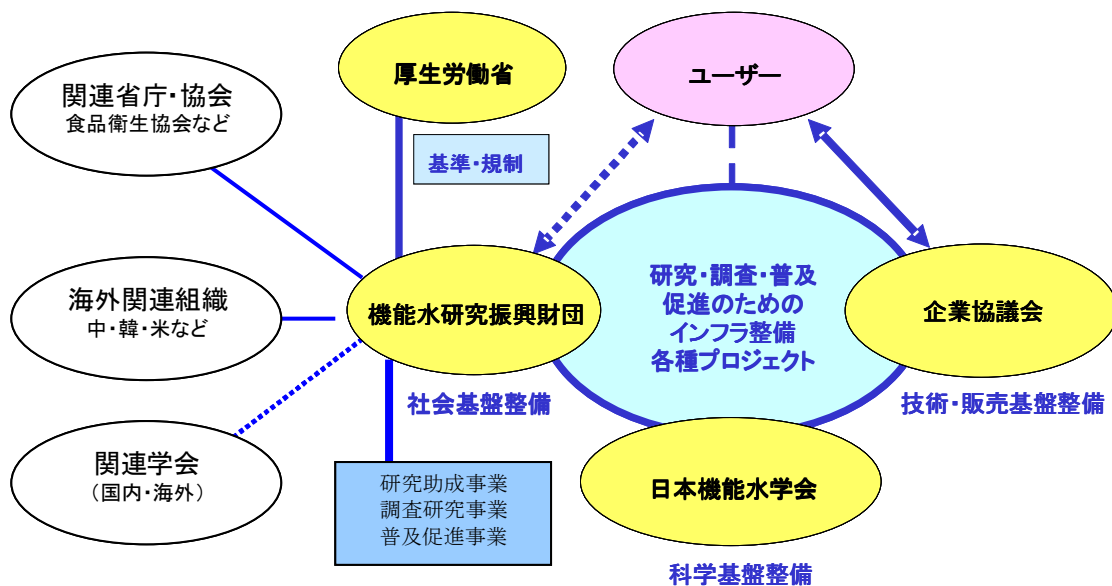 関連省庁・協会
食品衛生協会など
厚生労働省
ユーザー
基準・規制
海外関連組織
中・韓・米など
機能水研究振興財団
研究・調査・普及
促進のための
インフラ整備
各種プロジェクト
企業協議会
社会基盤整備
技術・販売基盤整備
関連学会
（国内・海外）
研究助成事業
調査研究事業
普及促進事業
日本機能水学会
科学基盤整備